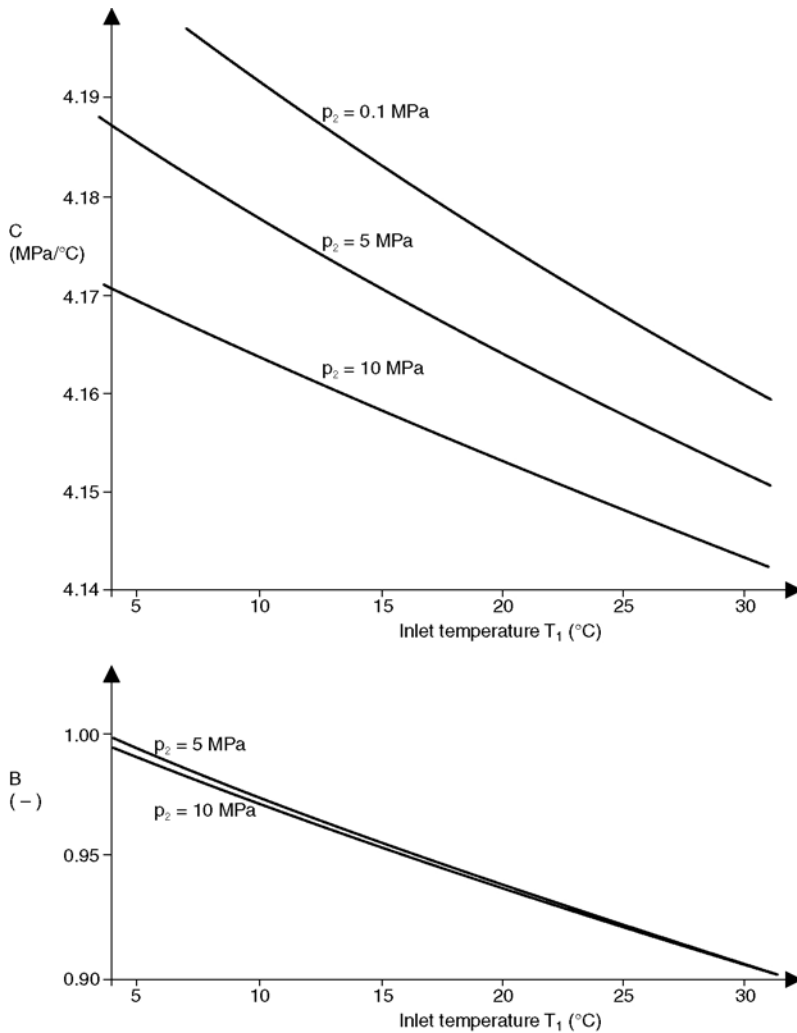 4.19
p₂ = 0.1 MPa
4.18
C
(MPa/°C)
p₂ = 5 MPa
4.17
p₂ = 10 MPa
4.16
4.15
4.14
5 10 15 20 25 30
Inlet temperature T₁ (°C)
1.00
p₂ = 5 MPa
B
(–)
p₂ = 10 MPa
0.95
0.90
5 10 15 20 25 30
Inlet temperature T₁ (°C)